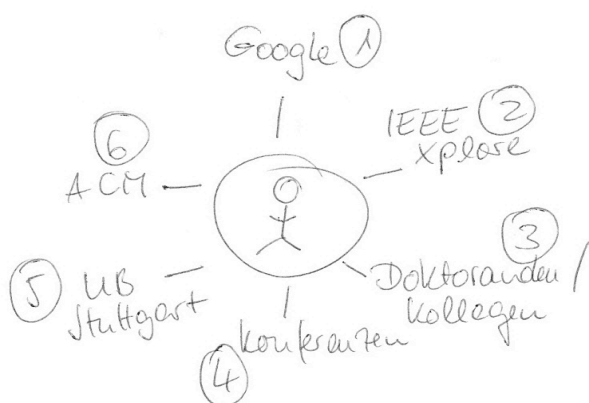 Google 1
IEEE 2
Xplore
6
ACM
3
Doktoranden /
Kollegen
5 UB
Stuttgart
Konferenzen
4